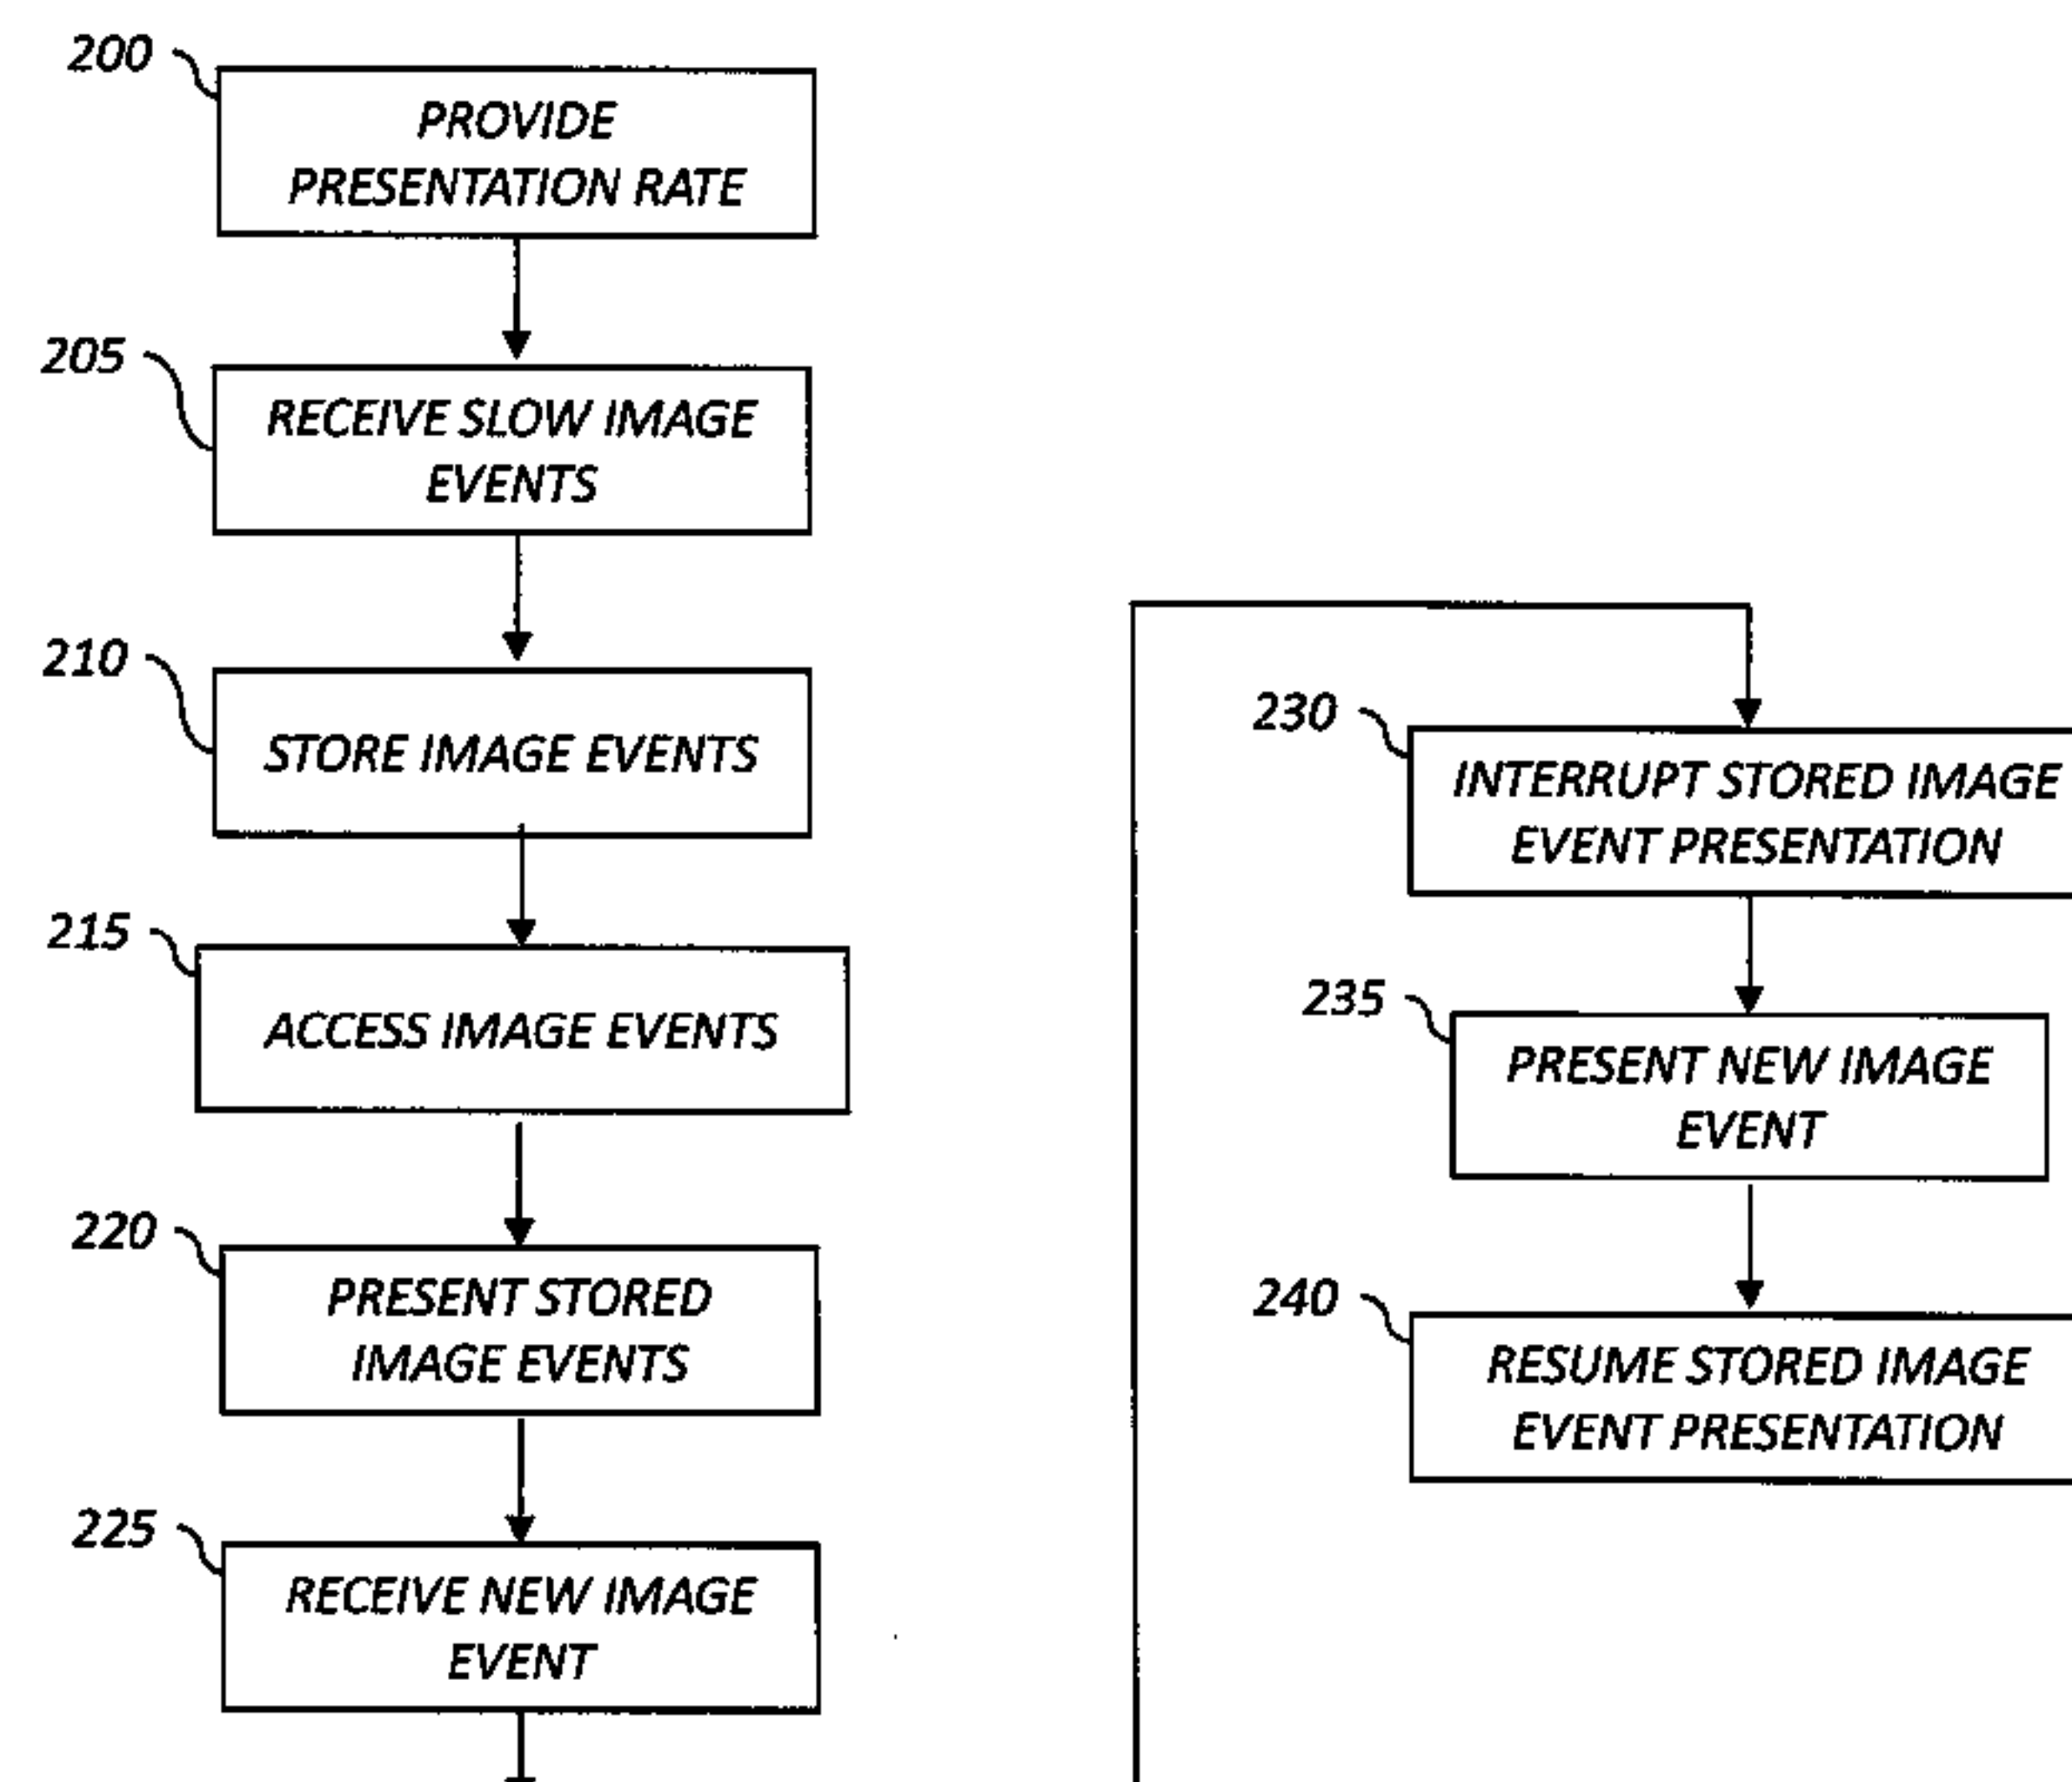 200
PROVIDE
PRESENTATION RATE
205
RECEIVE SLOW IMAGE
EVENTS
210
STORE IMAGE EVENTS
215
ACCESS IMAGE EVENTS
220
PRESENT STORED
IMAGE EVENTS
225
RECEIVE NEW IMAGE
EVENT
230
INTERRUPT STORED IMAGE
EVENT PRESENTATION
235
PRESENT NEW IMAGE
EVENT
240
RESUME STORED IMAGE
EVENT PRESENTATION